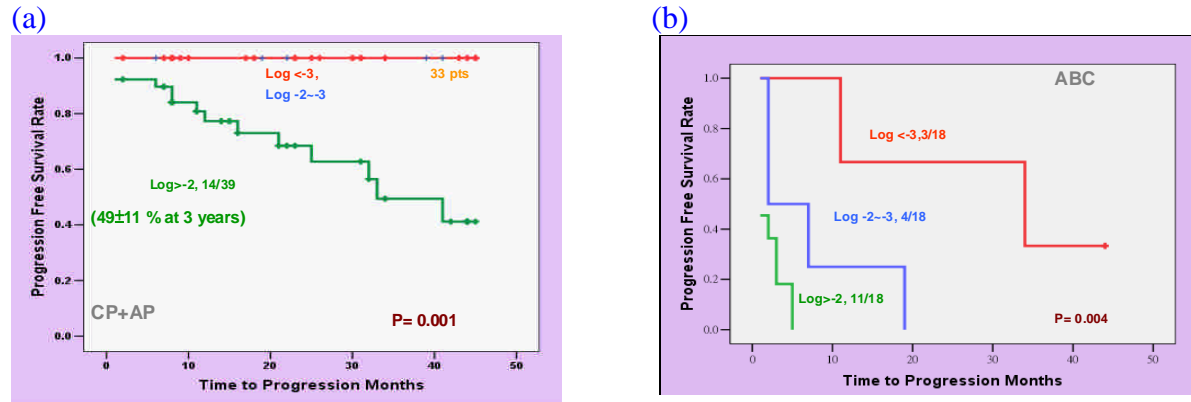 (a)
1.0
0.8
0.6
0.4
0.2
0.0
Progression Free Survival Rate
Log <-3,
33 pts
Log -2~-3
Log>-2, 14/39
(49±11 % at 3 years)
CP+AP
P= 0.001
0 10 20 30 40 50
Time to Progression Months
(b)
1.0
0.8
0.6
0.4
0.2
0.0
Progression Free Survival Rate
ABC
Log <-3,3/18
Log -2~-3, 4/18
Log>-2, 11/18
P= 0.004
0 10 20 30 40 50
Time to Progression Months